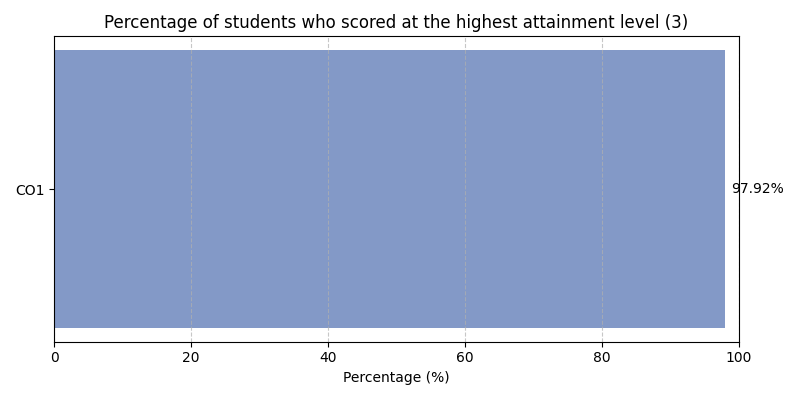 Percentage of students who scored at the highest attainment level (3)
CO1
97.92%
0 20 40 60 80 100
Percentage (%)